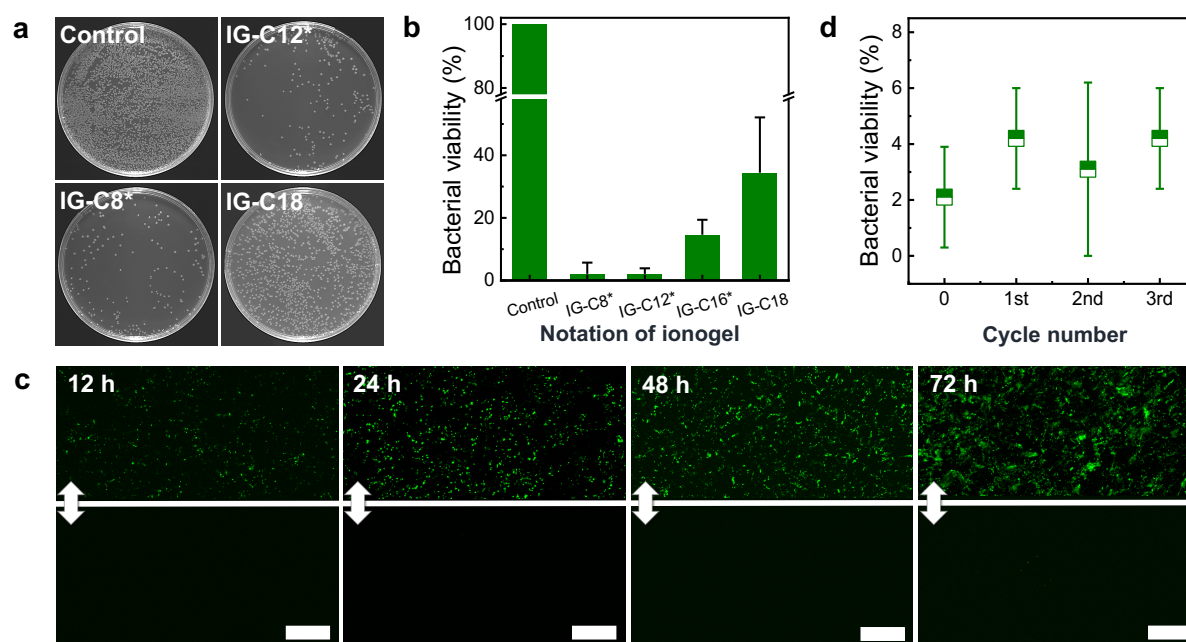 a
Control
IG-C12*
IG-C8*
IG-C18
b
Bacterial viability (%)
100
80
40
20
0
Control
IG-C8*
IG-C12*
IG-C16*
IG-C18
Notation of ionogel
d
Bacterial viability (%)
8
6
4
2
0
0
1st
2nd
3rd
Cycle number
c
12 h
24 h
48 h
72 h